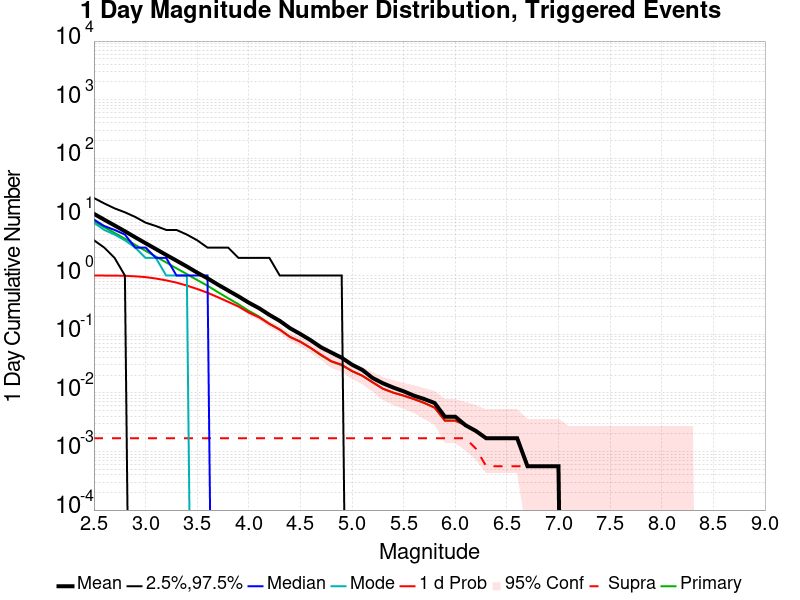 1 Day Magnitude Number Distribution, Triggered Events
1 Day Cumulative Number
10^4
10^3
10^2
10^1
10^0
10^-1
10^-2
10^-3
10^-4
2.5 3.0 3.5 4.0 4.5 5.0 5.5 6.0 6.5 7.0 7.5 8.0 8.5 9.0
Magnitude
Mean 2.5%,97.5% Median Mode 1 d Prob 95% Conf Supra Primary